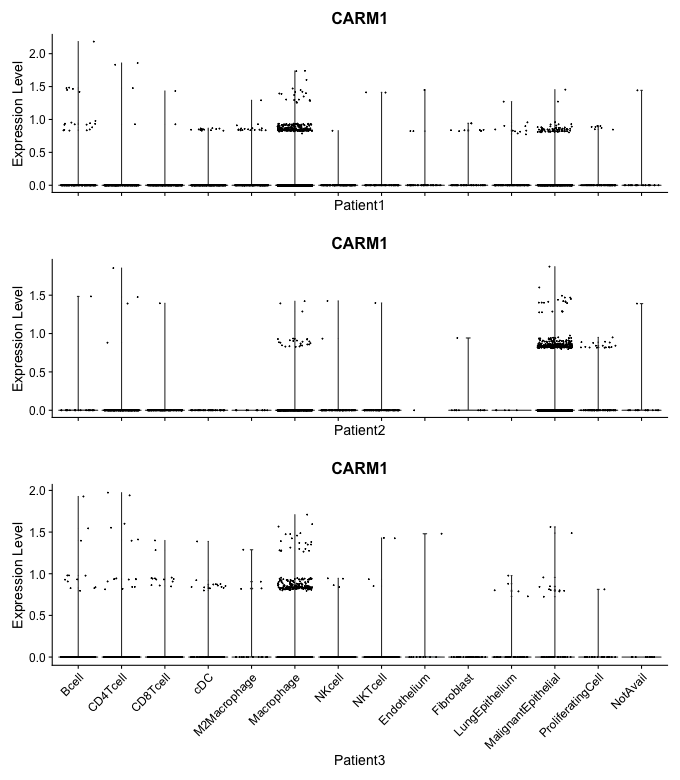 CARM1
Expression Level
2.0
1.5
1.0
0.5
0.0
Patient1
CARM1
Expression Level
1.5
1.0
0.5
0.0
Patient2
CARM1
Expression Level
2.0
1.5
1.0
0.5
0.0
Bcell
CD4Tcell
CD8Tcell
cDC
M2Macrophage
Macrophage
NKcell
NKTcell
Endothelium
Fibroblast
LungEpithelium
MalignantEpithelial
ProliferatingCell
NotAvail
Patient3